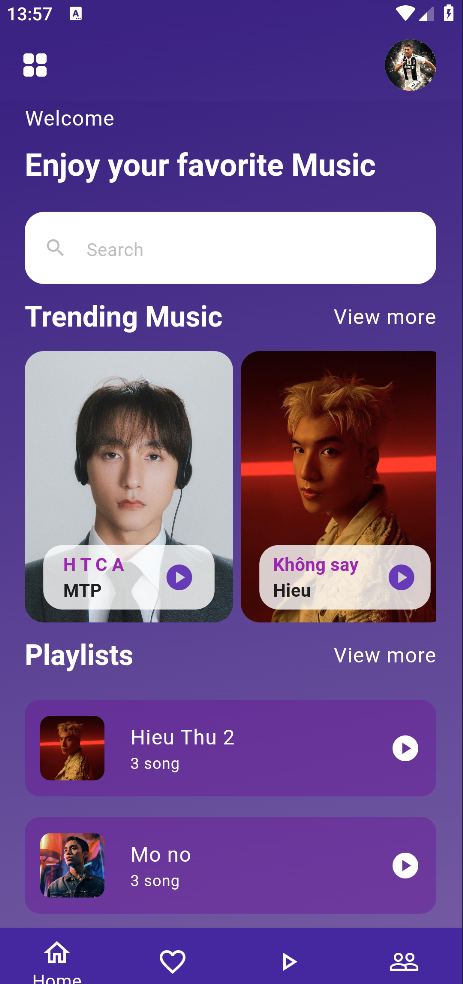 13:57
A
Welcome
Enjoy your favorite Music
Search
Trending Music
View more
H T C A
MTP
Không say
Hieu
Playlists
View more
Hieu Thu 2
3 song
Mo no
3 song
Home